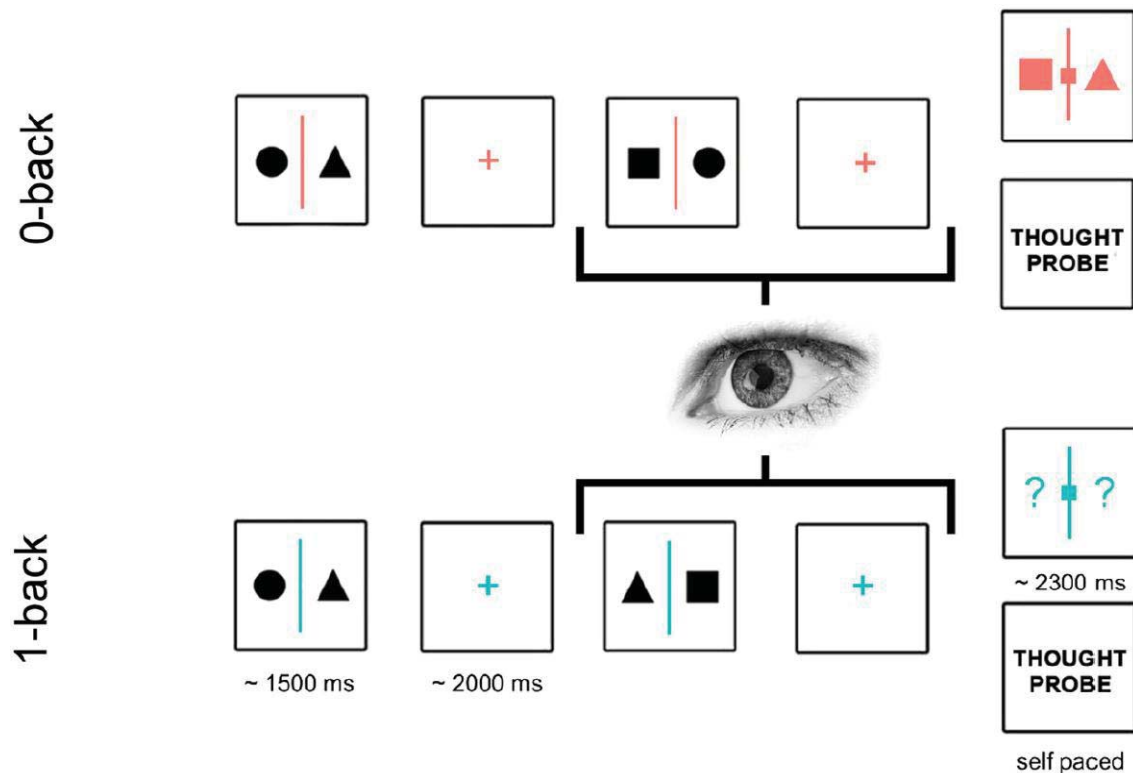 0-back
THOUGHT
PROBE
1-back
? ?
~ 1500 ms
~ 2000 ms
~ 2300 ms
THOUGHT
PROBE
self paced